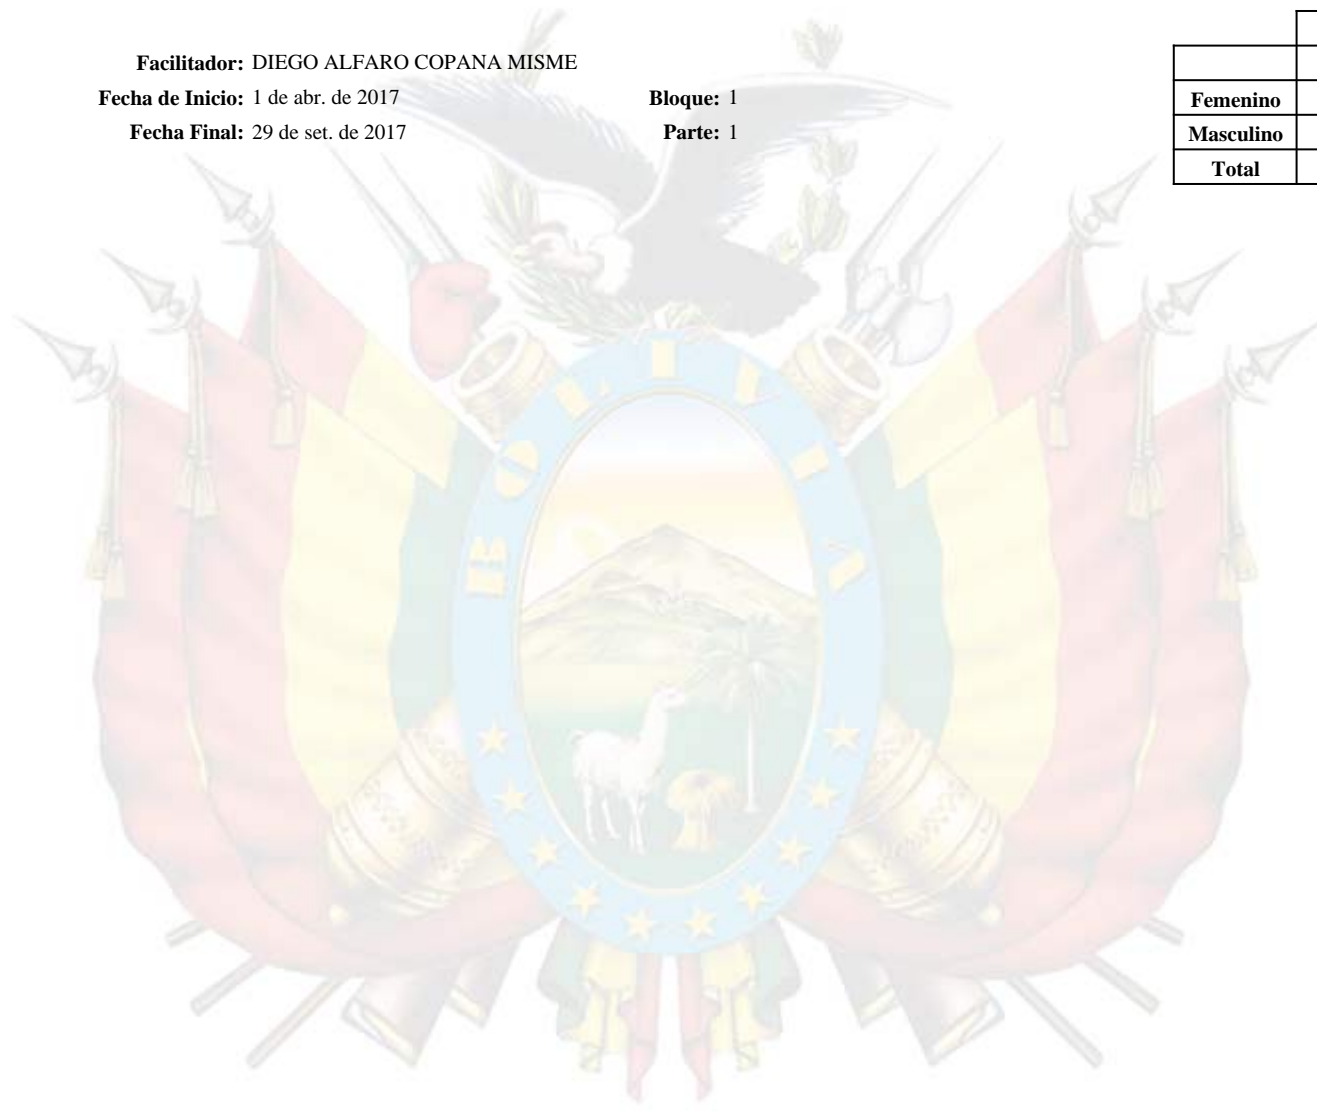 Facilitador: DIEGO ALFARO COPANA MISME
Fecha de Inicio: 1 de abr. de 2017 Bloque: 1
Fecha Final: 29 de set. de 2017 Parte: 1
Femenino
Masculino
Total
BOLIVIA